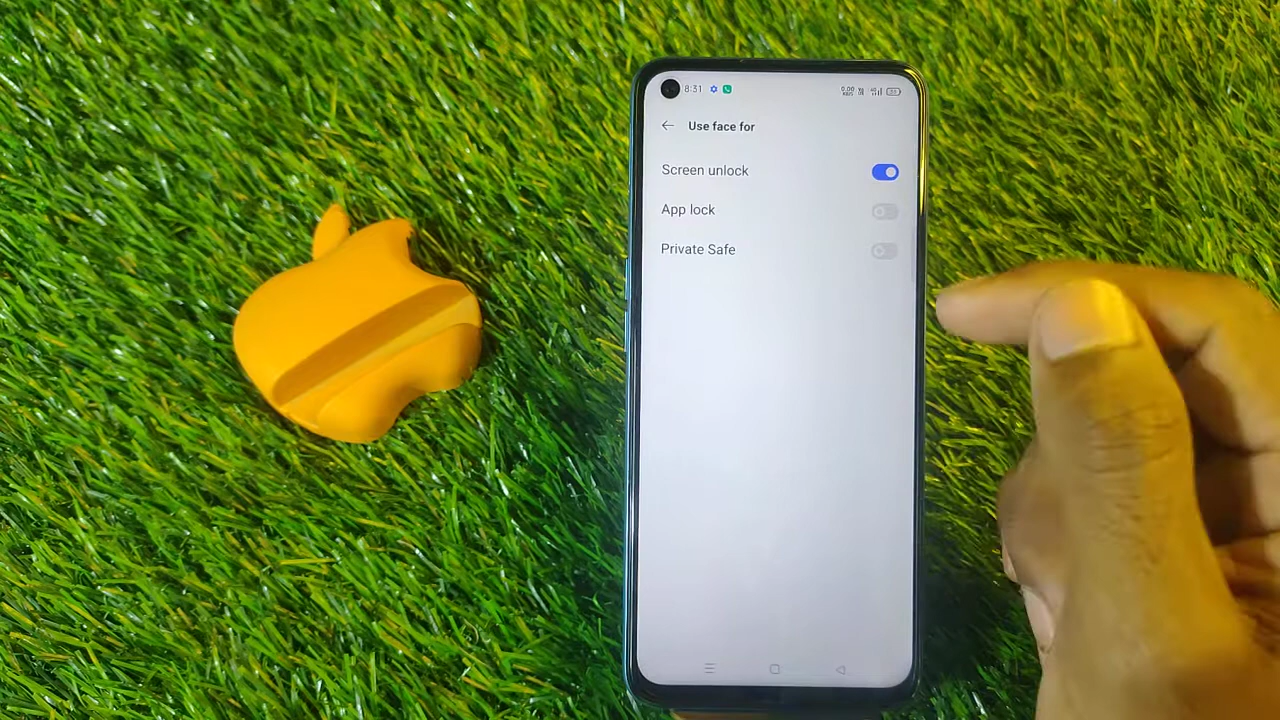 8:31
Use face for
Screen unlock
App lock
Private Safe